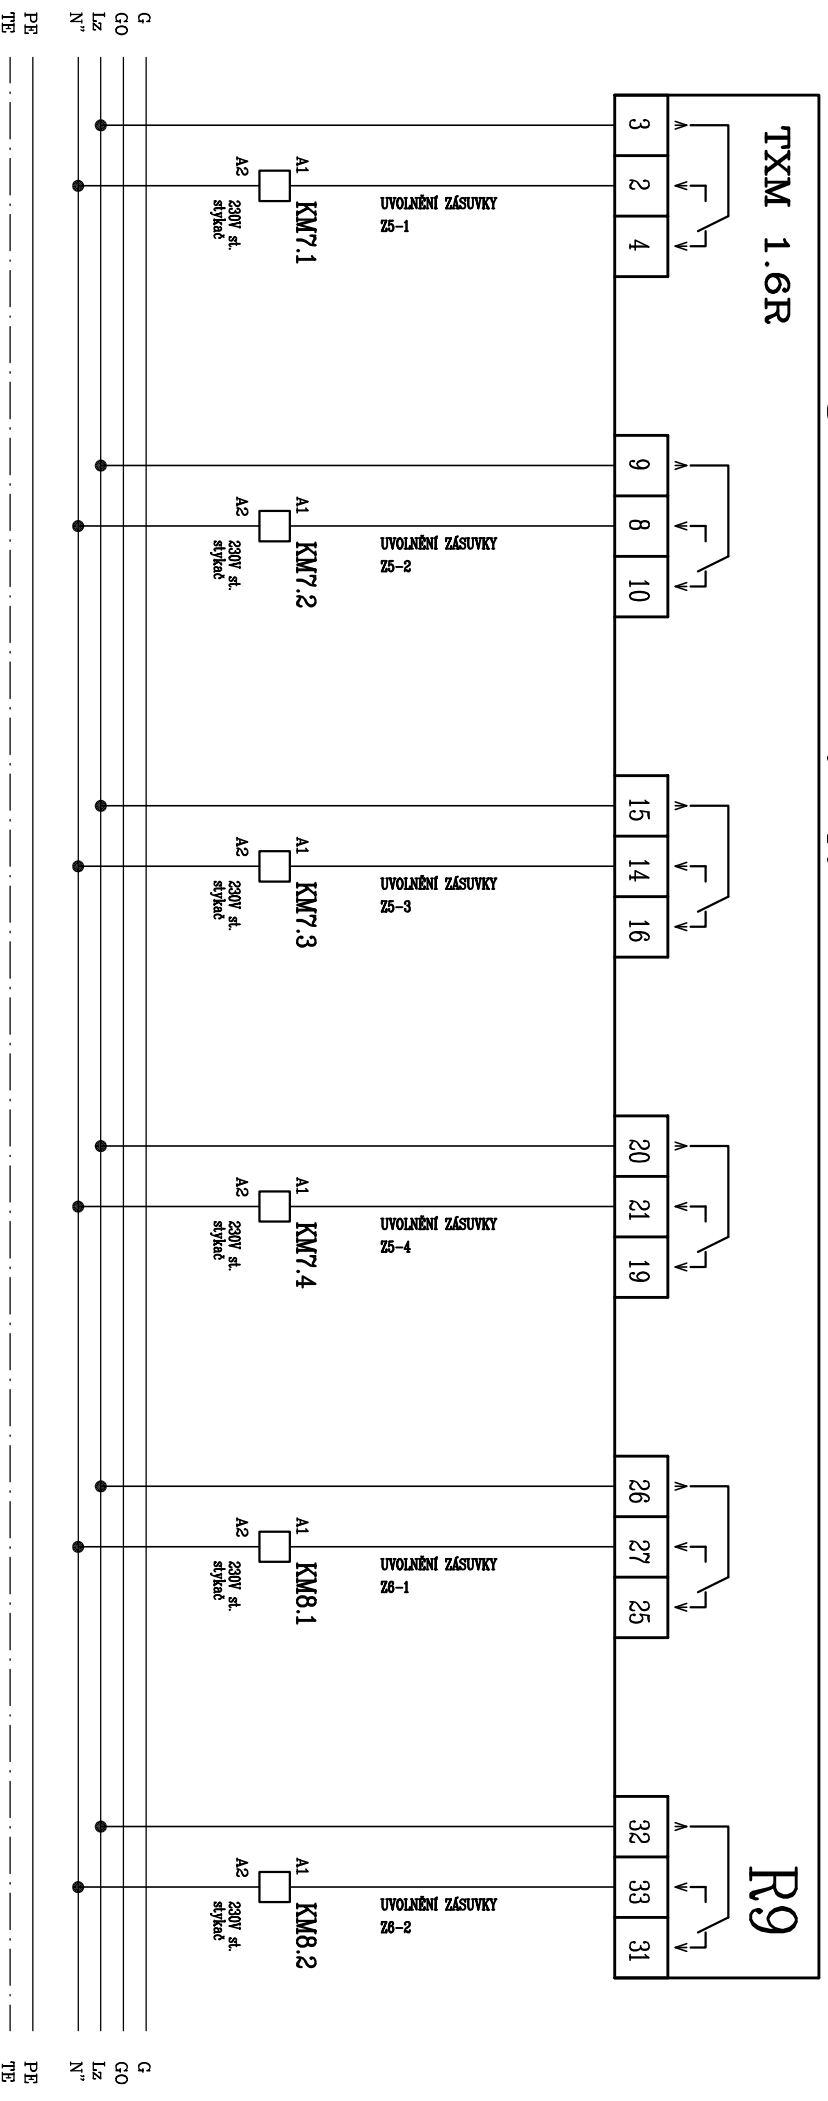 TXM 1.6R
R9
3
2
4
9
8
10
15
14
16
20
21
19
26
27
25
32
33
31
UVOLNĚNÍ ZÁSUVKY
Z5-1
UVOLNĚNÍ ZÁSUVKY
Z5-2
UVOLNĚNÍ ZÁSUVKY
Z5-3
UVOLNĚNÍ ZÁSUVKY
Z5-4
UVOLNĚNÍ ZÁSUVKY
Z6-1
UVOLNĚNÍ ZÁSUVKY
Z6-2
A1
KM7.1
A2
230V st.
stykač
A1
KM7.2
A2
230V st.
stykač
A1
KM7.3
A2
230V st.
stykač
A1
KM7.4
A2
230V st.
stykač
A1
KM8.1
A2
230V st.
stykač
A1
KM8.2
A2
230V st.
stykač
G
G0
Lz
N"
PE
TE
G
G0
Lz
N"
PE
TE